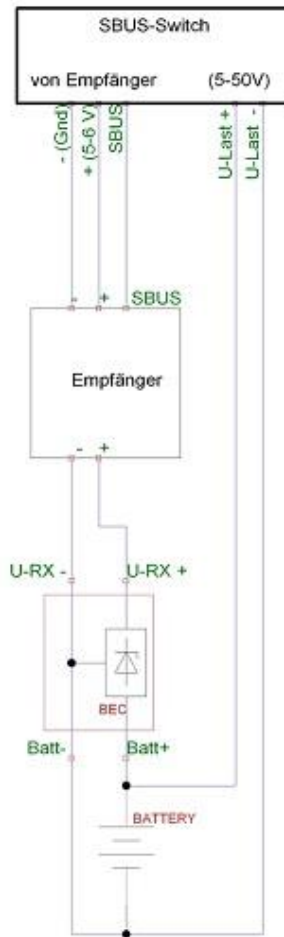 SBUS-Switch
von Empfänger (5-50V)
- (Gnd)
+ (5-6 V)
SBUS
U-Last +
U-Last -
- + SBUS
Empfänger
- +
U-RX - U-RX +
BEC
Batt- Batt+
BATTERY